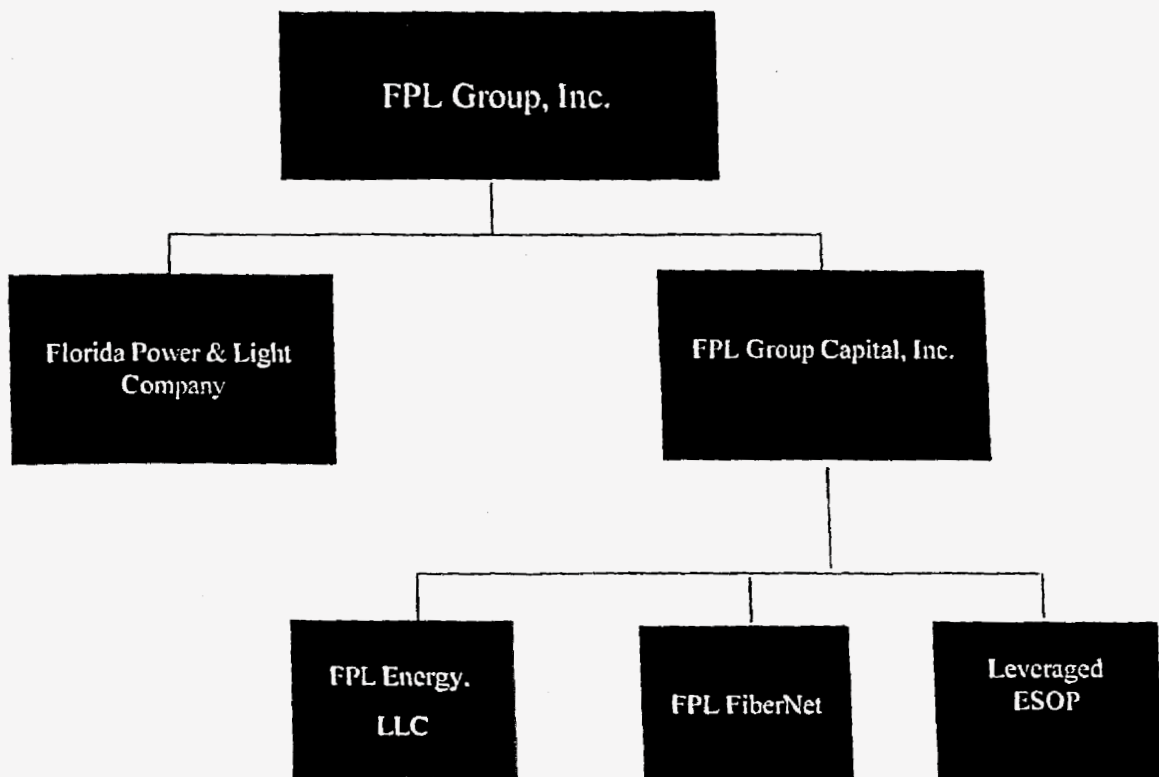 FPL Group, Inc.
Florida Power & Light
Company
FPL Group Capital, Inc.
FPL Energy.
LLC
FPL FiberNet
Leveraged
ESOP